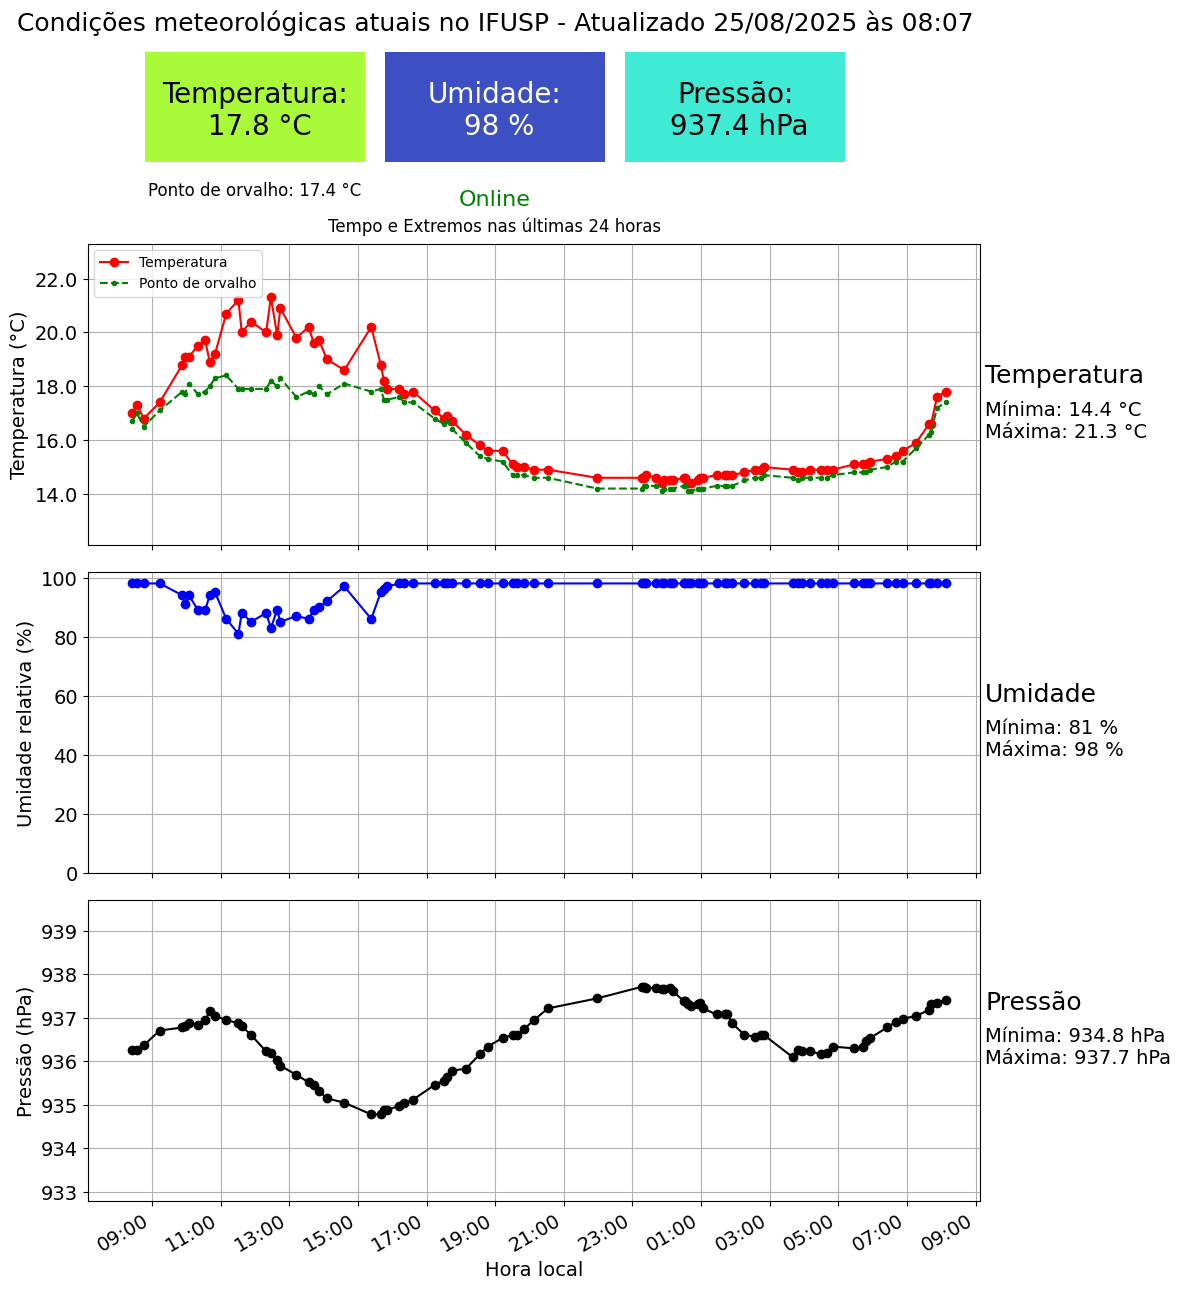 Condições meteorológicas atuais no IFUSP - Atualizado 25/08/2025 às 08:07
Temperatura:
17.8 °C
Umidade:
98 %
Pressão:
937.4 hPa
Ponto de orvalho: 17.4 °C
Online
Tempo e Extremos nas últimas 24 horas
Temperatura
Ponto de orvalho
22.0
20.0
18.0
16.0
14.0
Temperatura (°C)
Temperatura
Mínima: 14.4 °C
Máxima: 21.3 °C
100
80
60
40
20
0
Umidade relativa (%)
Umidade
Mínima: 81 %
Máxima: 98 %
939
938
937
936
935
934
933
Pressão (hPa)
Pressão
Mínima: 934.8 hPa
Máxima: 937.7 hPa
09:00
11:00
13:00
15:00
17:00
19:00
21:00
23:00
01:00
03:00
05:00
07:00
09:00
Hora local